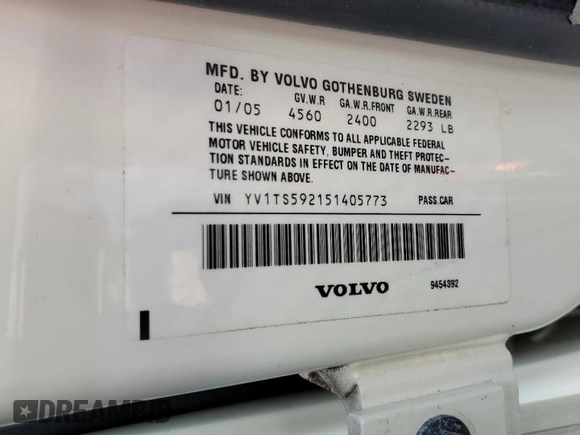 MFD. BY VOLVO GOTHENBURG SWEDEN
DATE: GV.W.R GA.W.R.FRONT GA.W.R.REAR
01/05 4560 2400 2293 LB
THIS VEHICLE CONFORMS TO ALL APPLICABLE FEDERAL
MOTOR VEHICLE SAFETY, BUMPER AND THEFT PROTEC-
TION STANDARDS IN EFFECT ON THE DATE OF MANUFAC-
TURE SHOWN ABOVE.
VIN YV1TS592151405773 PASS.CAR
VOLVO 9454392
DREAMBID